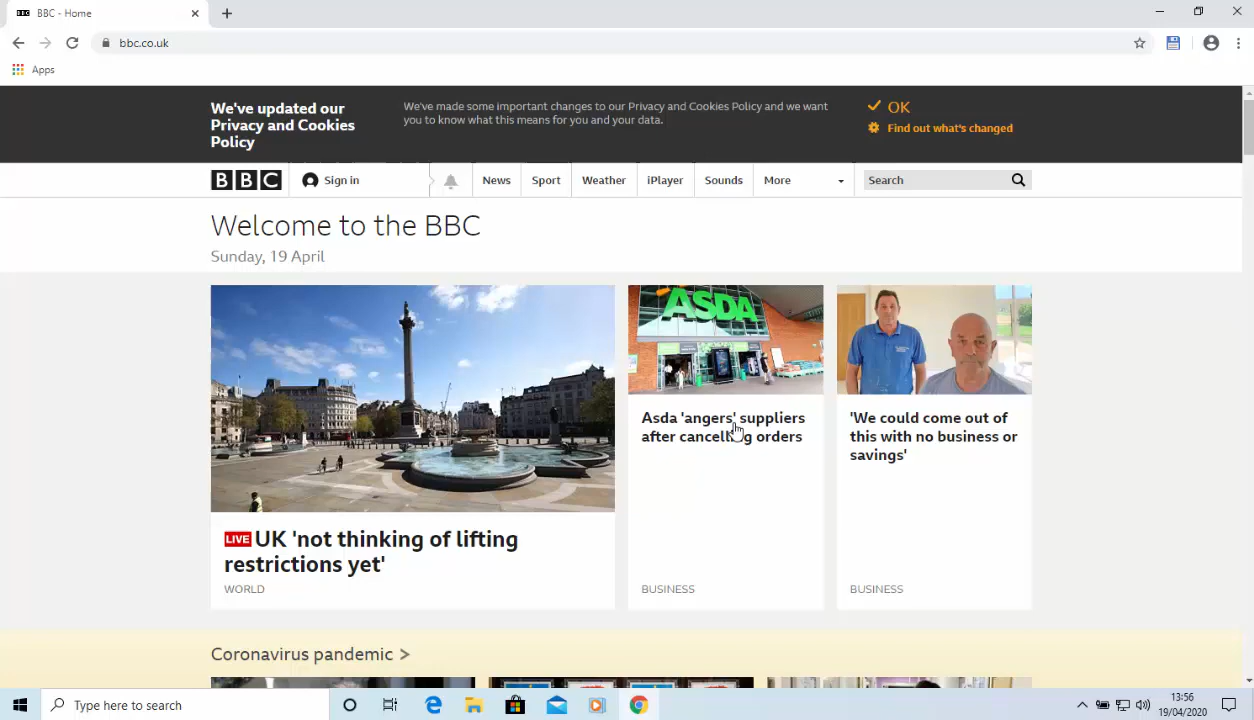 BBC - Home
bbc.co.uk
Apps
We've updated our
Privacy and Cookies
Policy
We've made some important changes to our Privacy and Cookies Policy and we want
you to know what this means for you and your data.
OK
Find out what's changed
BBC
Sign in
News
Sport
Weather
iPlayer
Sounds
More
Search
Welcome to the BBC
Sunday, 19 April
ASDA
LIVE UK 'not thinking of lifting
restrictions yet'
WORLD
Asda 'angers' suppliers
after cancelling orders
BUSINESS
'We could come out of
this with no business or
savings'
BUSINESS
Coronavirus pandemic >
Type here to search
13:56
19/04/2020